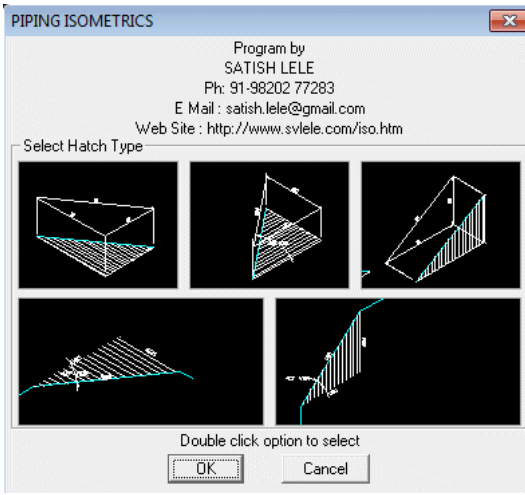 PIPING ISOMETRICS
Program by
SATISH LELE
Ph: 91-98202 77283
E Mail : satish.lele@gmail.com
Web Site : http://www.svlele.com/iso.htm
Select Hatch Type
Double click option to select
OK
Cancel